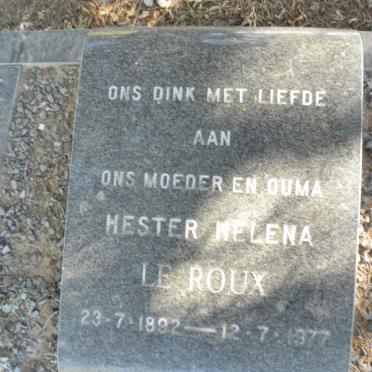 ONS DINK MET LIEFDE
AAN
ONS MOEDER EN OUMA
HESTER HELENA
LE ROUX
23-7-1892 — 12-7-1977